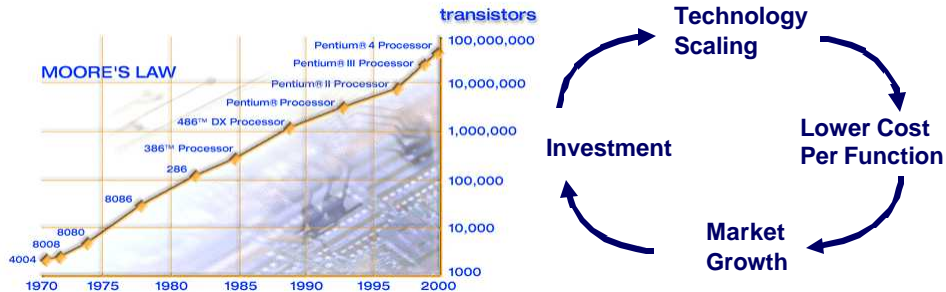 transistors
100,000,000
10,000,000
1,000,000
100,000
10,000
1000
MOORE'S LAW
Pentium® 4 Processor
Pentium® III Processor
Pentium® II Processor
Pentium® Processor
486™ DX Processor
386™ Processor
286
8086
8080
8008
4004
1970 1975 1980 1985 1990 1995 2000
Technology
Scaling
Lower Cost
Per Function
Market
Growth
Investment